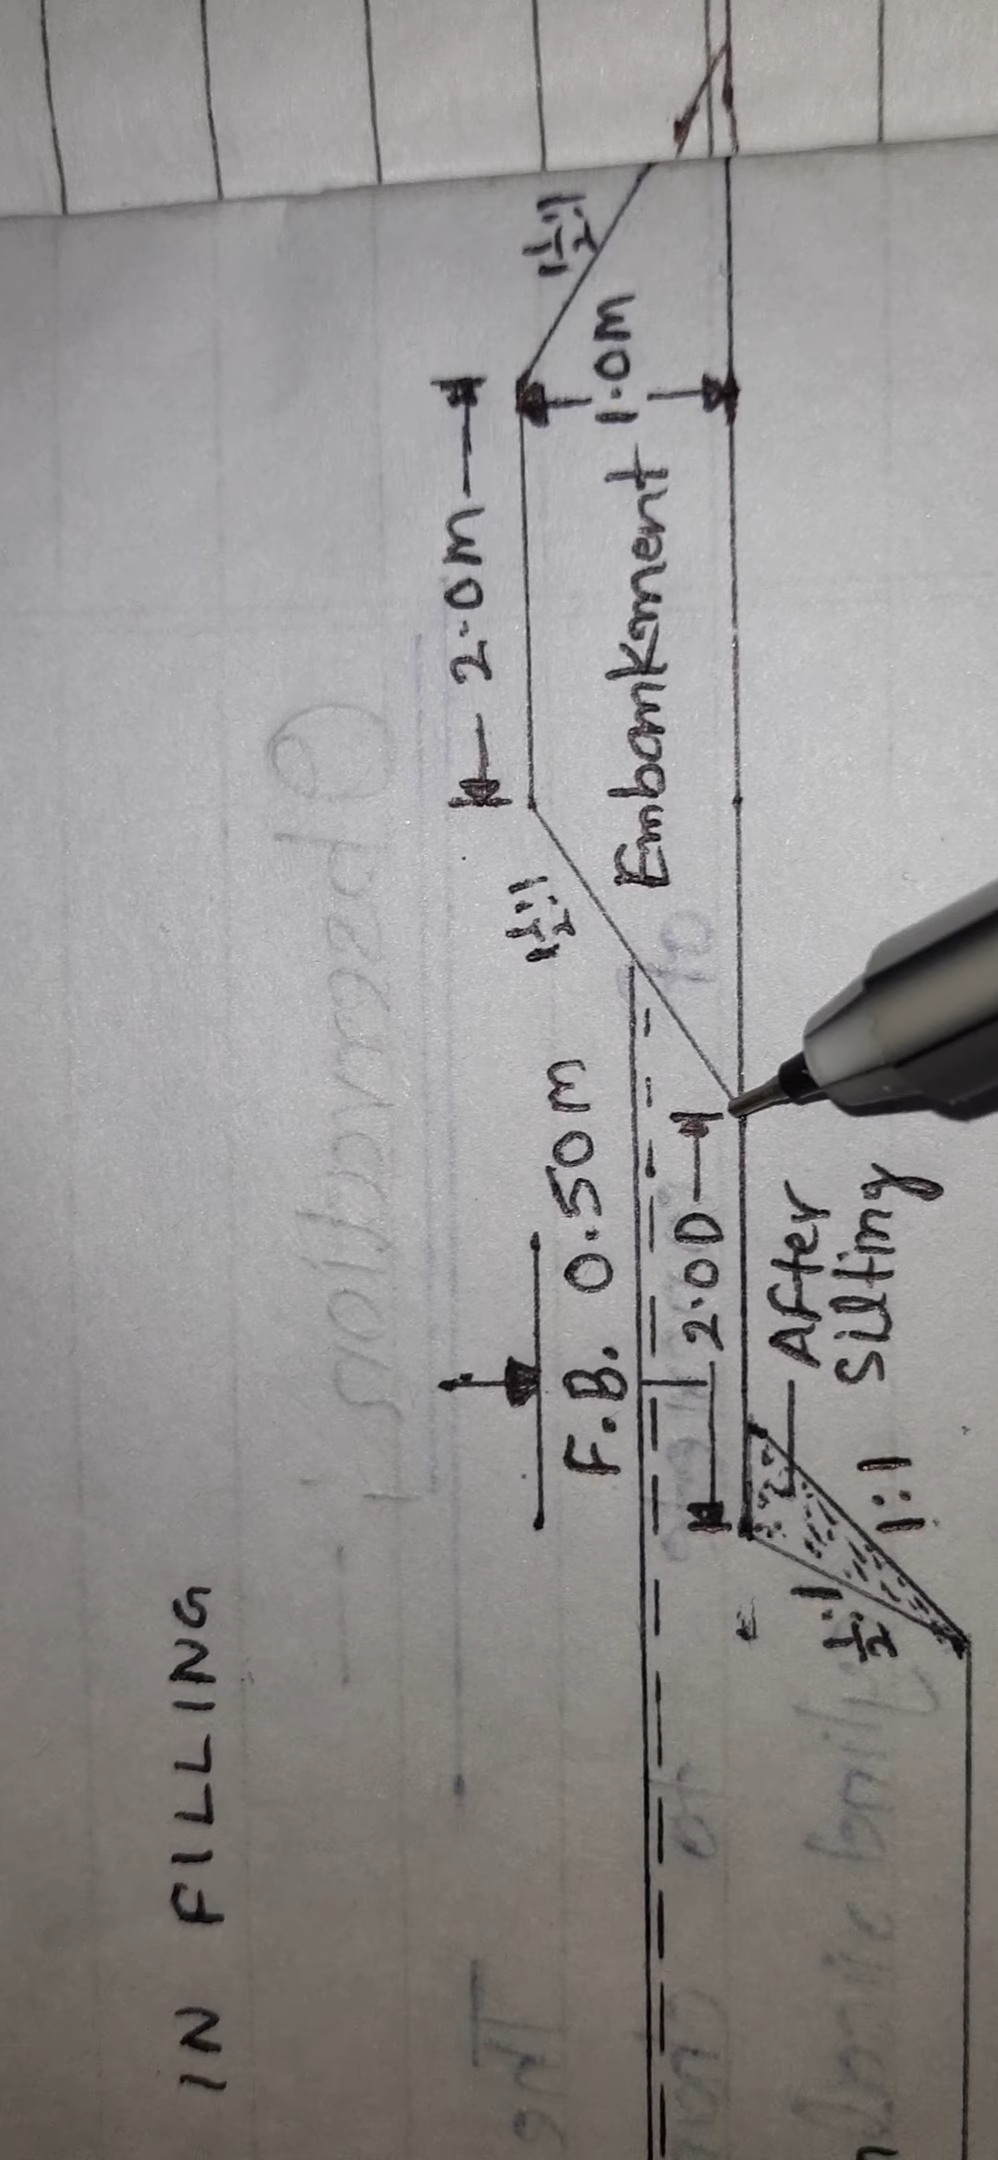 IN FILLING
2.0m
1½:1
1½:1
F.B. 0.50m
Embankment 1.0m
2.0D
After
Silting
½:1
1:1